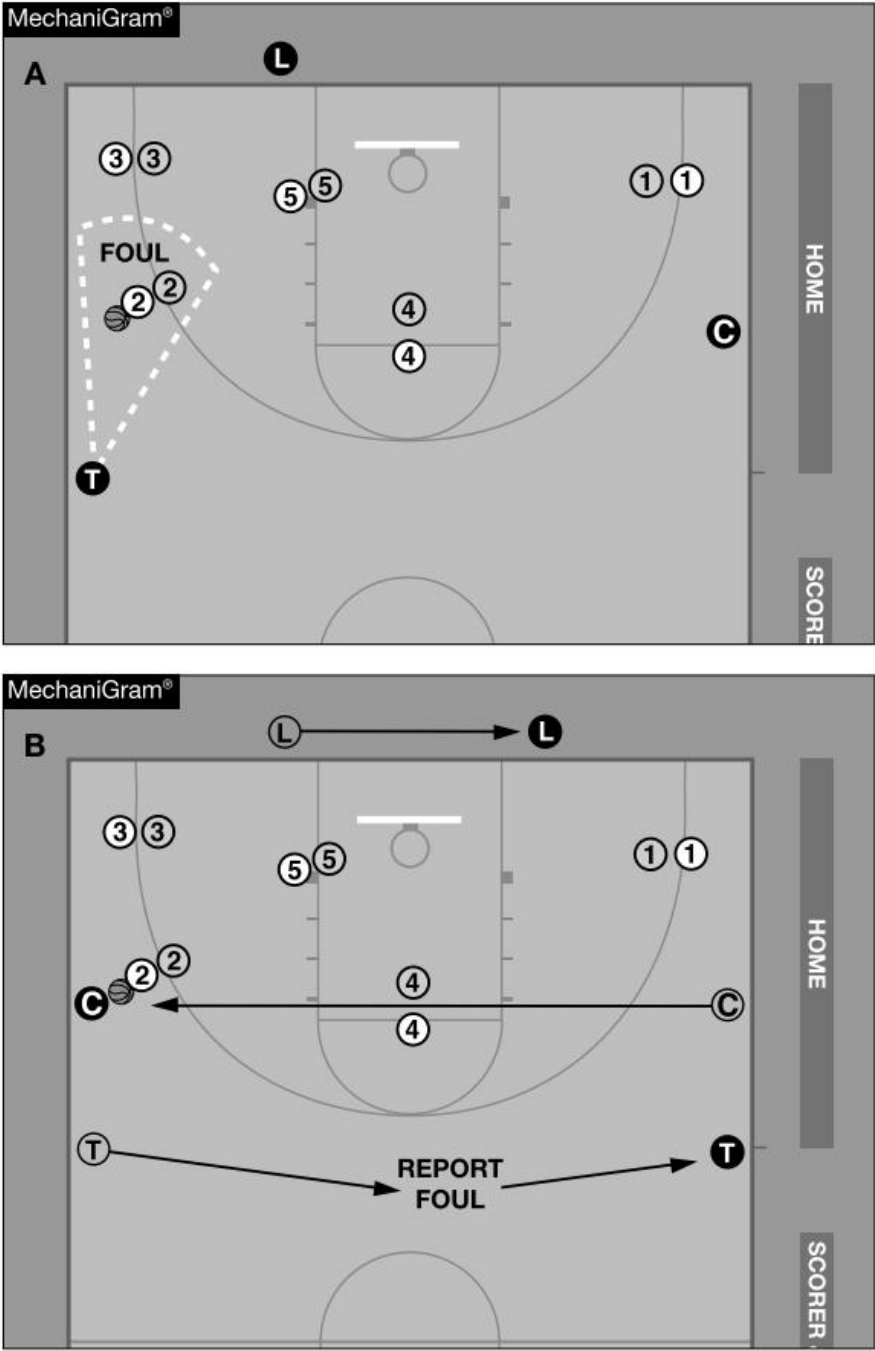 MechaniGram®
A
L
3 3
5 5
1 1
FOUL
2 2
4
4
C
T
HOME
SCORE
MechaniGram®
B
L L
3 3
5 5
1 1
2 2
4
4
C C
T
REPORT
FOUL
T
HOME
SCORER